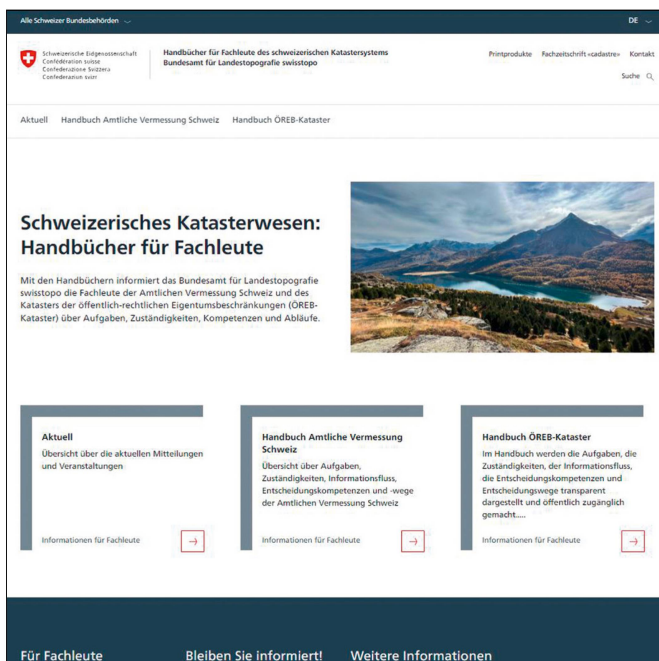 Alle Schweizer Bundesbehörden
DE
Schweizerische Eidgenossenschaft
Confédération suisse
Confederazione Svizzera
Confederaziun svizra
Handbücher für Fachleute des schweizerischen Katastersystems
Bundesamt für Landestopografie swisstopo
Printprodukte Fachzeitschrift «cadastre» Kontakt
Suche
Aktuell Handbuch Amtliche Vermessung Schweiz Handbuch ÖREB-Kataster
Schweizerisches Katasterwesen:
Handbücher für Fachleute
Mit den Handbüchern informiert das Bundesamt für Landestopografie
swisstopo die Fachleute der Amtlichen Vermessung Schweiz und des
Katasters der öffentlich-rechtlichen Eigentumsbeschränkungen (ÖREB-
Kataster) über Aufgaben, Zuständigkeiten, Kompetenzen und Abläufe.
Aktuell
Übersicht über die aktuellen Mitteilungen
und Veranstaltungen
Informationen für Fachleute
Handbuch Amtliche Vermessung
Schweiz
Übersicht über Aufgaben,
Zuständigkeiten, Informationsfluss,
Entscheidungskompetenzen und -wege
der Amtlichen Vermessung Schweiz
Informationen für Fachleute
Handbuch ÖREB-Kataster
Im Handbuch werden die Aufgaben, die
Zuständigkeiten, der Informationsfluss,
die Entscheidungskompetenzen und
Entscheidungswege transparent
dargestellt und öffentlich zugänglich
gemacht.....
Informationen für Fachleute
Für Fachleute
Bleiben Sie informiert!
Weitere Informationen